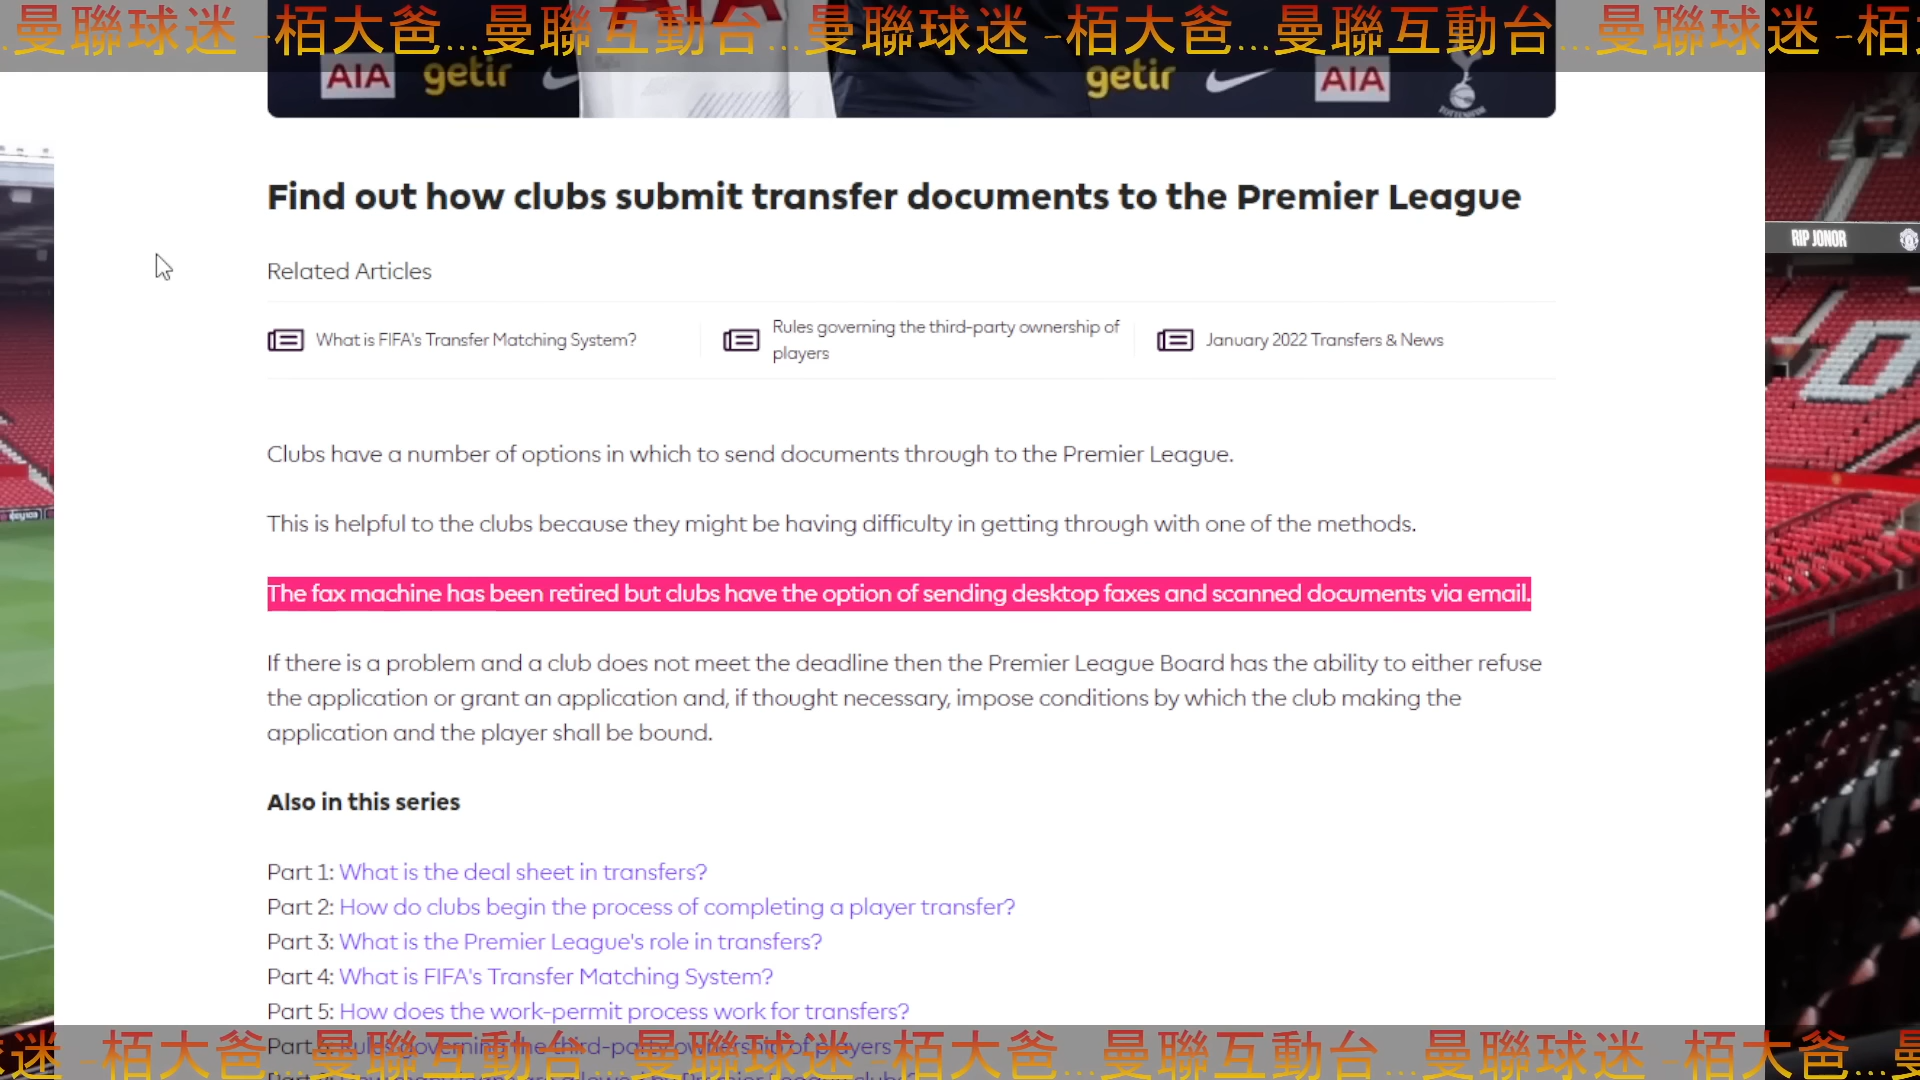 曼聯球迷 -栢大爸...曼聯互動台...曼聯球迷 -栢大爸...曼聯互動台...曼聯球迷 -栢
AIA getir getir AIA
Find out how clubs submit transfer documents to the Premier League
RIP JONOR
Related Articles
What is FIFA's Transfer Matching System?
Rules governing the third-party ownership of
players
January 2022 Transfers & News
Clubs have a number of options in which to send documents through to the Premier League.
This is helpful to the clubs because they might be having difficulty in getting through with one of the methods.
The fax machine has been retired but clubs have the option of sending desktop faxes and scanned documents via email.
If there is a problem and a club does not meet the deadline then the Premier League Board has the ability to either refuse
the application or grant an application and, if thought necessary, impose conditions by which the club making the
application and the player shall be bound.
Also in this series
Part 1: What is the deal sheet in transfers?
Part 2: How do clubs begin the process of completing a player transfer?
Part 3: What is the Premier League's role in transfers?
Part 4: What is FIFA's Transfer Matching System?
Part 5: How does the work-permit process work for transfers?
Part Rules governing the third-party ownership of players
迷 -栢大爸...曼聯互動台...曼聯球迷 -栢大爸...曼聯互動台...曼聯球迷 -栢大爸...